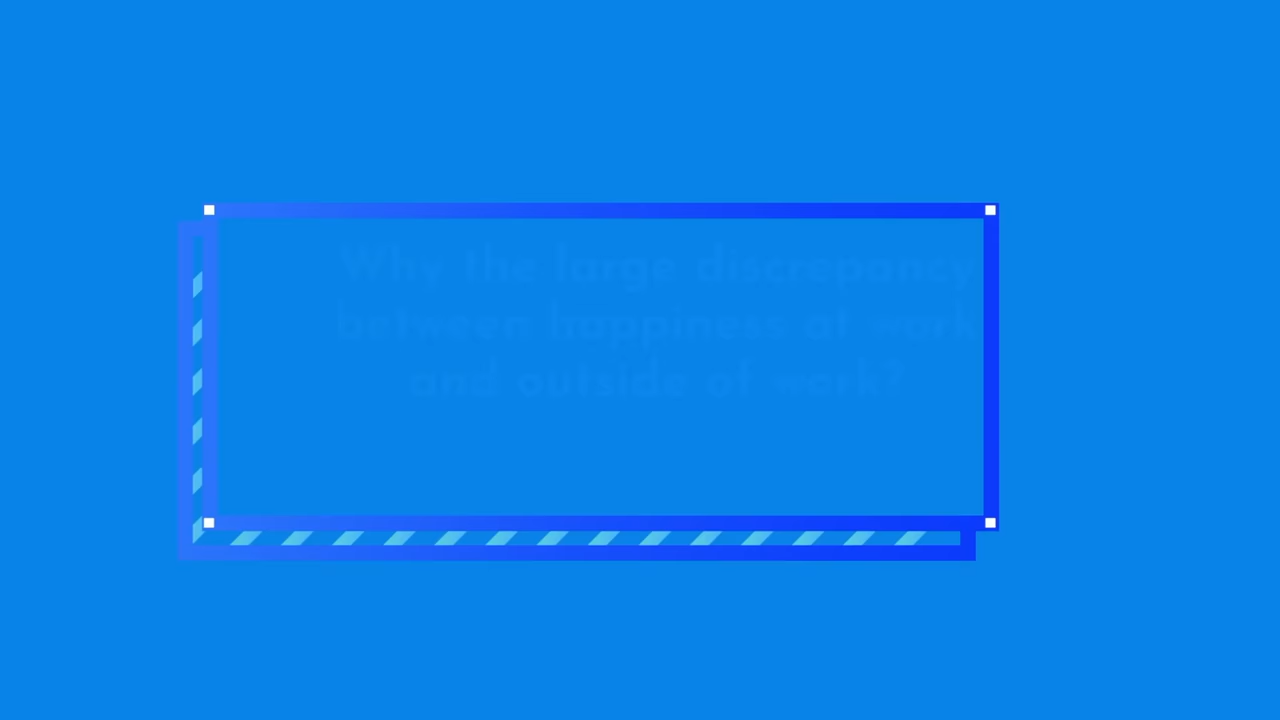 Why the large discrepancy
between happiness at work
and outside of work?